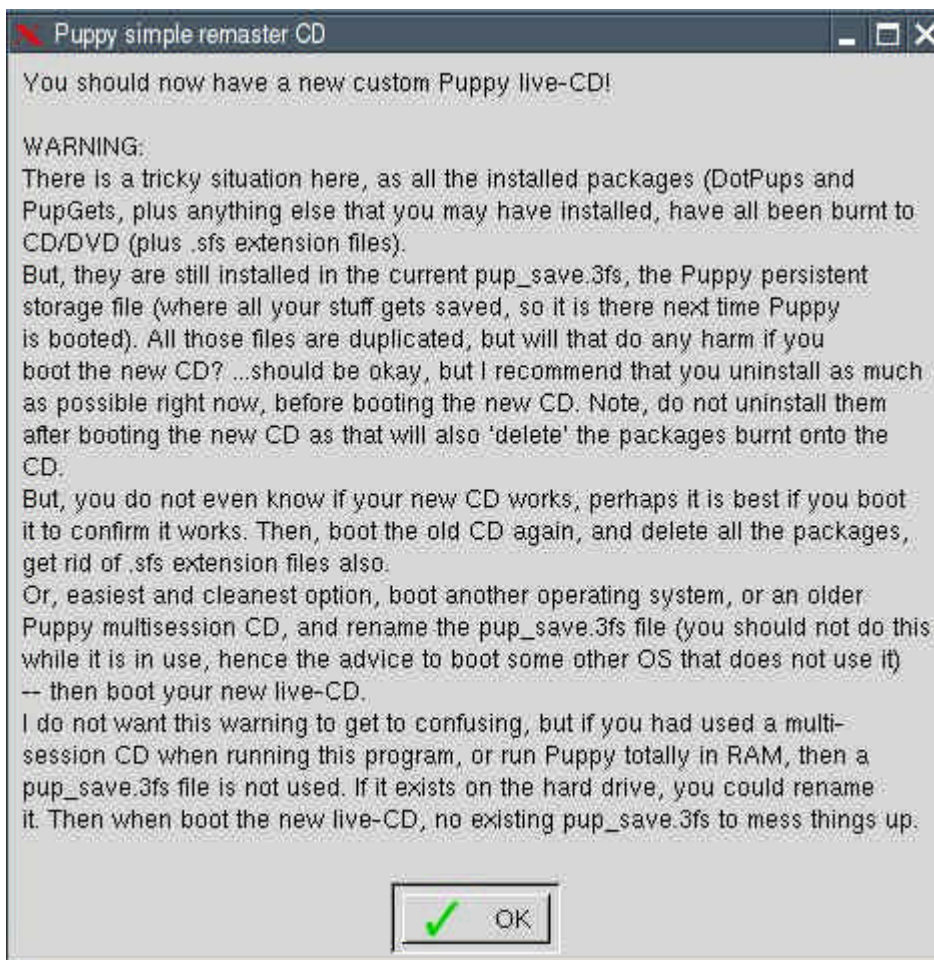 Puppy simple remaster CD
You should now have a new custom Puppy live-CD!
WARNING:
There is a tricky situation here, as all the installed packages (DotPups and
PupGets, plus anything else that you may have installed, have all been burnt to
CD/DVD (plus .sfs extension files).
But, they are still installed in the current pup_save.3fs, the Puppy persistent
storage file (where all your stuff gets saved, so it is there next time Puppy
is booted). All those files are duplicated, but will that do any harm if you
boot the new CD? ...should be okay, but I recommend that you uninstall as much
as possible right now, before booting the new CD. Note, do not uninstall them
after booting the new CD as that will also 'delete' the packages burnt onto the
CD.
But, you do not even know if your new CD works, perhaps it is best if you boot
it to confirm it works. Then, boot the old CD again, and delete all the packages,
get rid of .sfs extension files also.
Or, easiest and cleanest option, boot another operating system, or an older
Puppy multisession CD, and rename the pup_save.3fs file (you should not do this
while it is in use, hence the advice to boot some other OS that does not use it)
-- then boot your new live-CD.
I do not want this warning to get to confusing, but if you had used a multi-
session CD when running this program, or run Puppy totally in RAM, then a
pup_save.3fs file is not used. If it exists on the hard drive, you could rename
it. Then when boot the new live-CD, no existing pup_save.3fs to mess things up.
OK